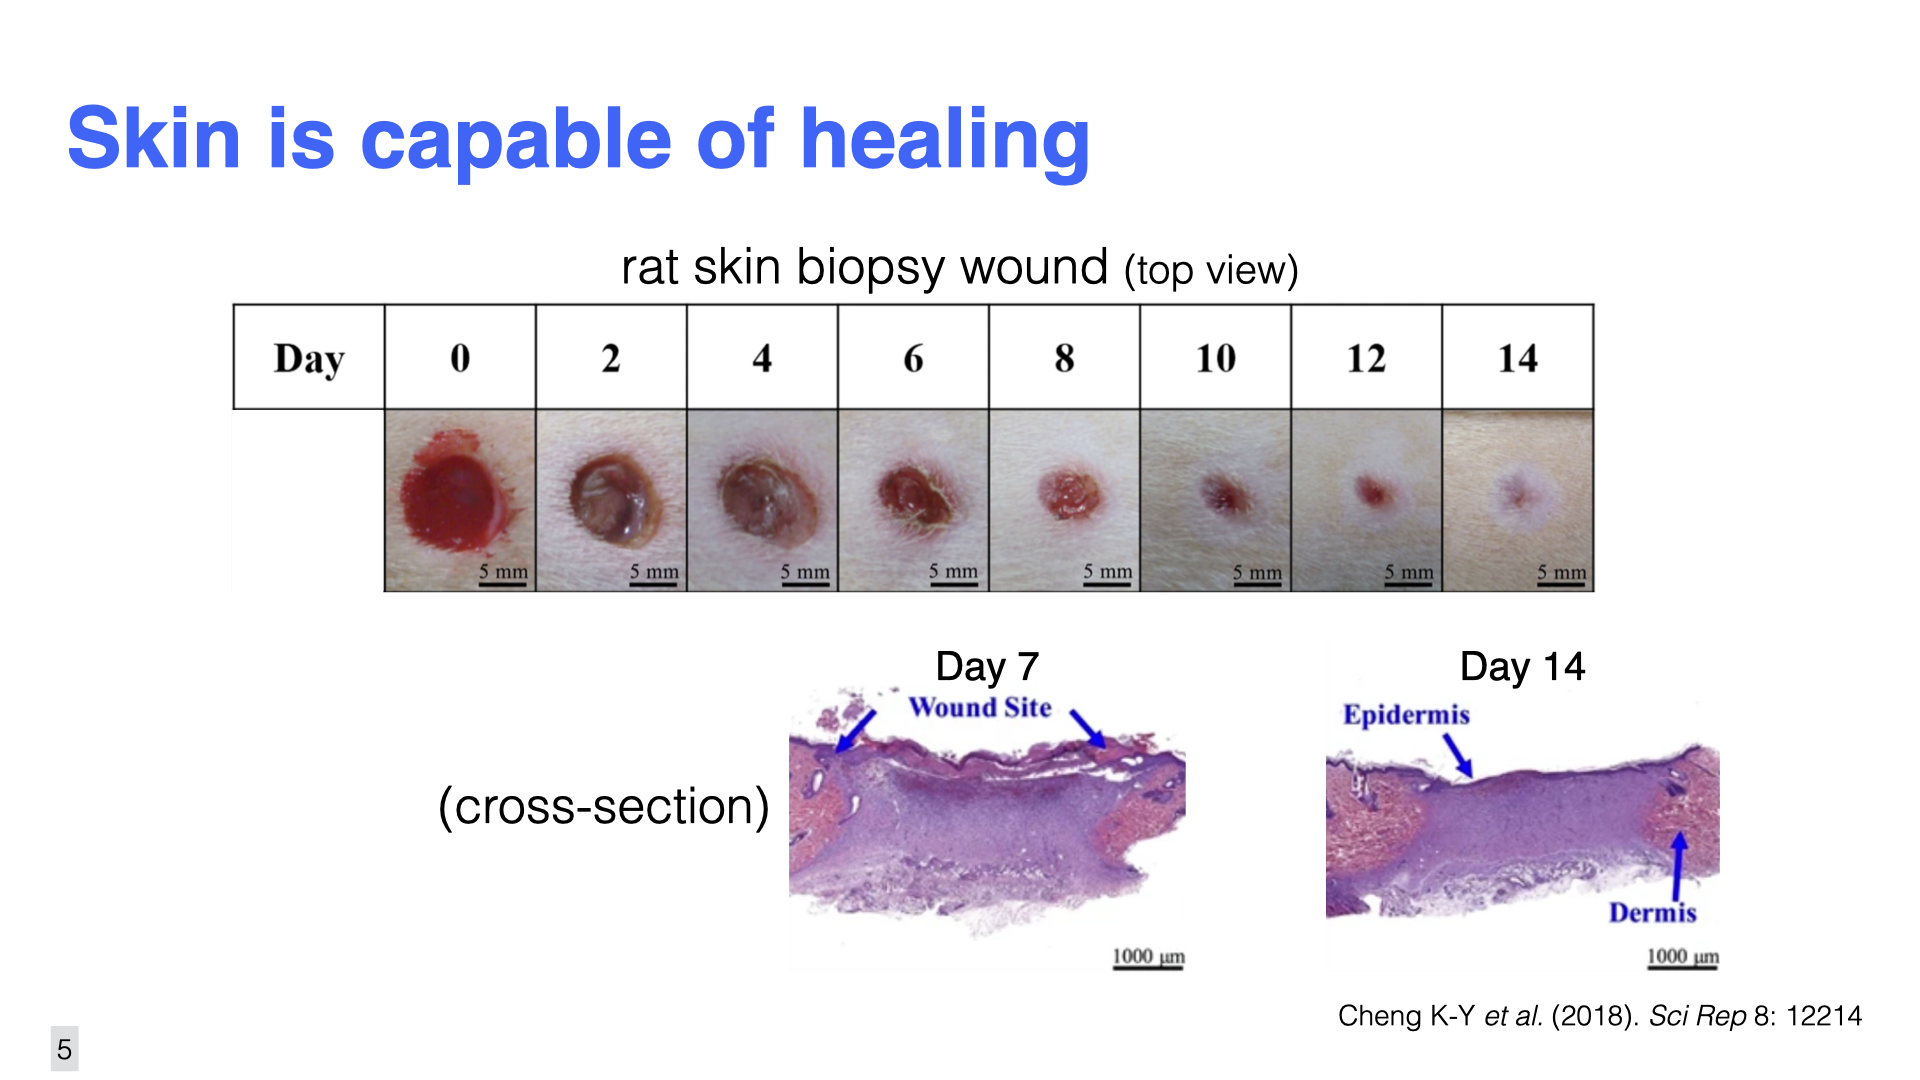 Skin is capable of healing
rat skin biopsy wound (top view)
Day 0 2 4 6 8 10 12 14
5 mm 5 mm 5 mm 5 mm 5 mm 5 mm 5 mm 5 mm
Day 7 Day 14
Wound Site
Epidermis
(cross-section)
Dermis
1000 µm 1000 µm
Cheng K-Y et al. (2018). Sci Rep 8: 12214
5